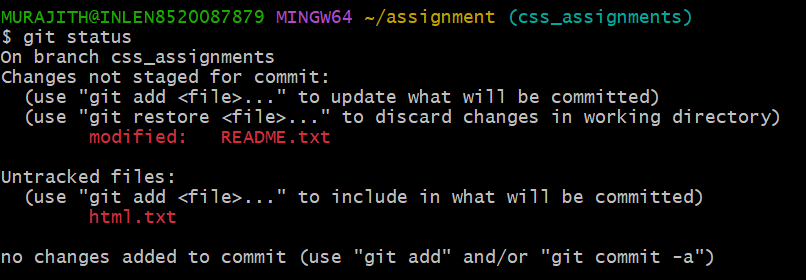 MURAJITH@INLEN8520087879 MINGW64 ~/assignment (css_assignments)
$ git status
On branch css_assignments
Changes not staged for commit:
  (use "git add <file>..." to update what will be committed)
  (use "git restore <file>..." to discard changes in working directory)
        modified:   README.txt

Untracked files:
  (use "git add <file>..." to include in what will be committed)
        html.txt

no changes added to commit (use "git add" and/or "git commit -a")